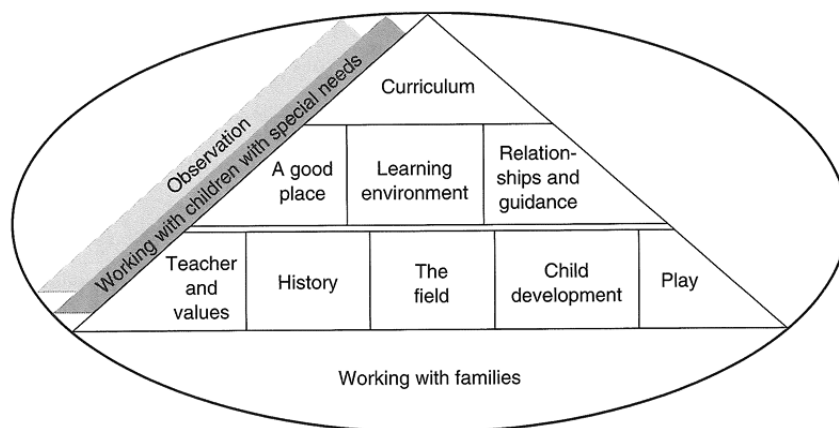 Curriculum
Observation
Working with children with special needs
A good
place
Learning
environment
Relation-
ships and
guidance
Teacher
and
values
History
The
field
Child
development
Play
Working with families